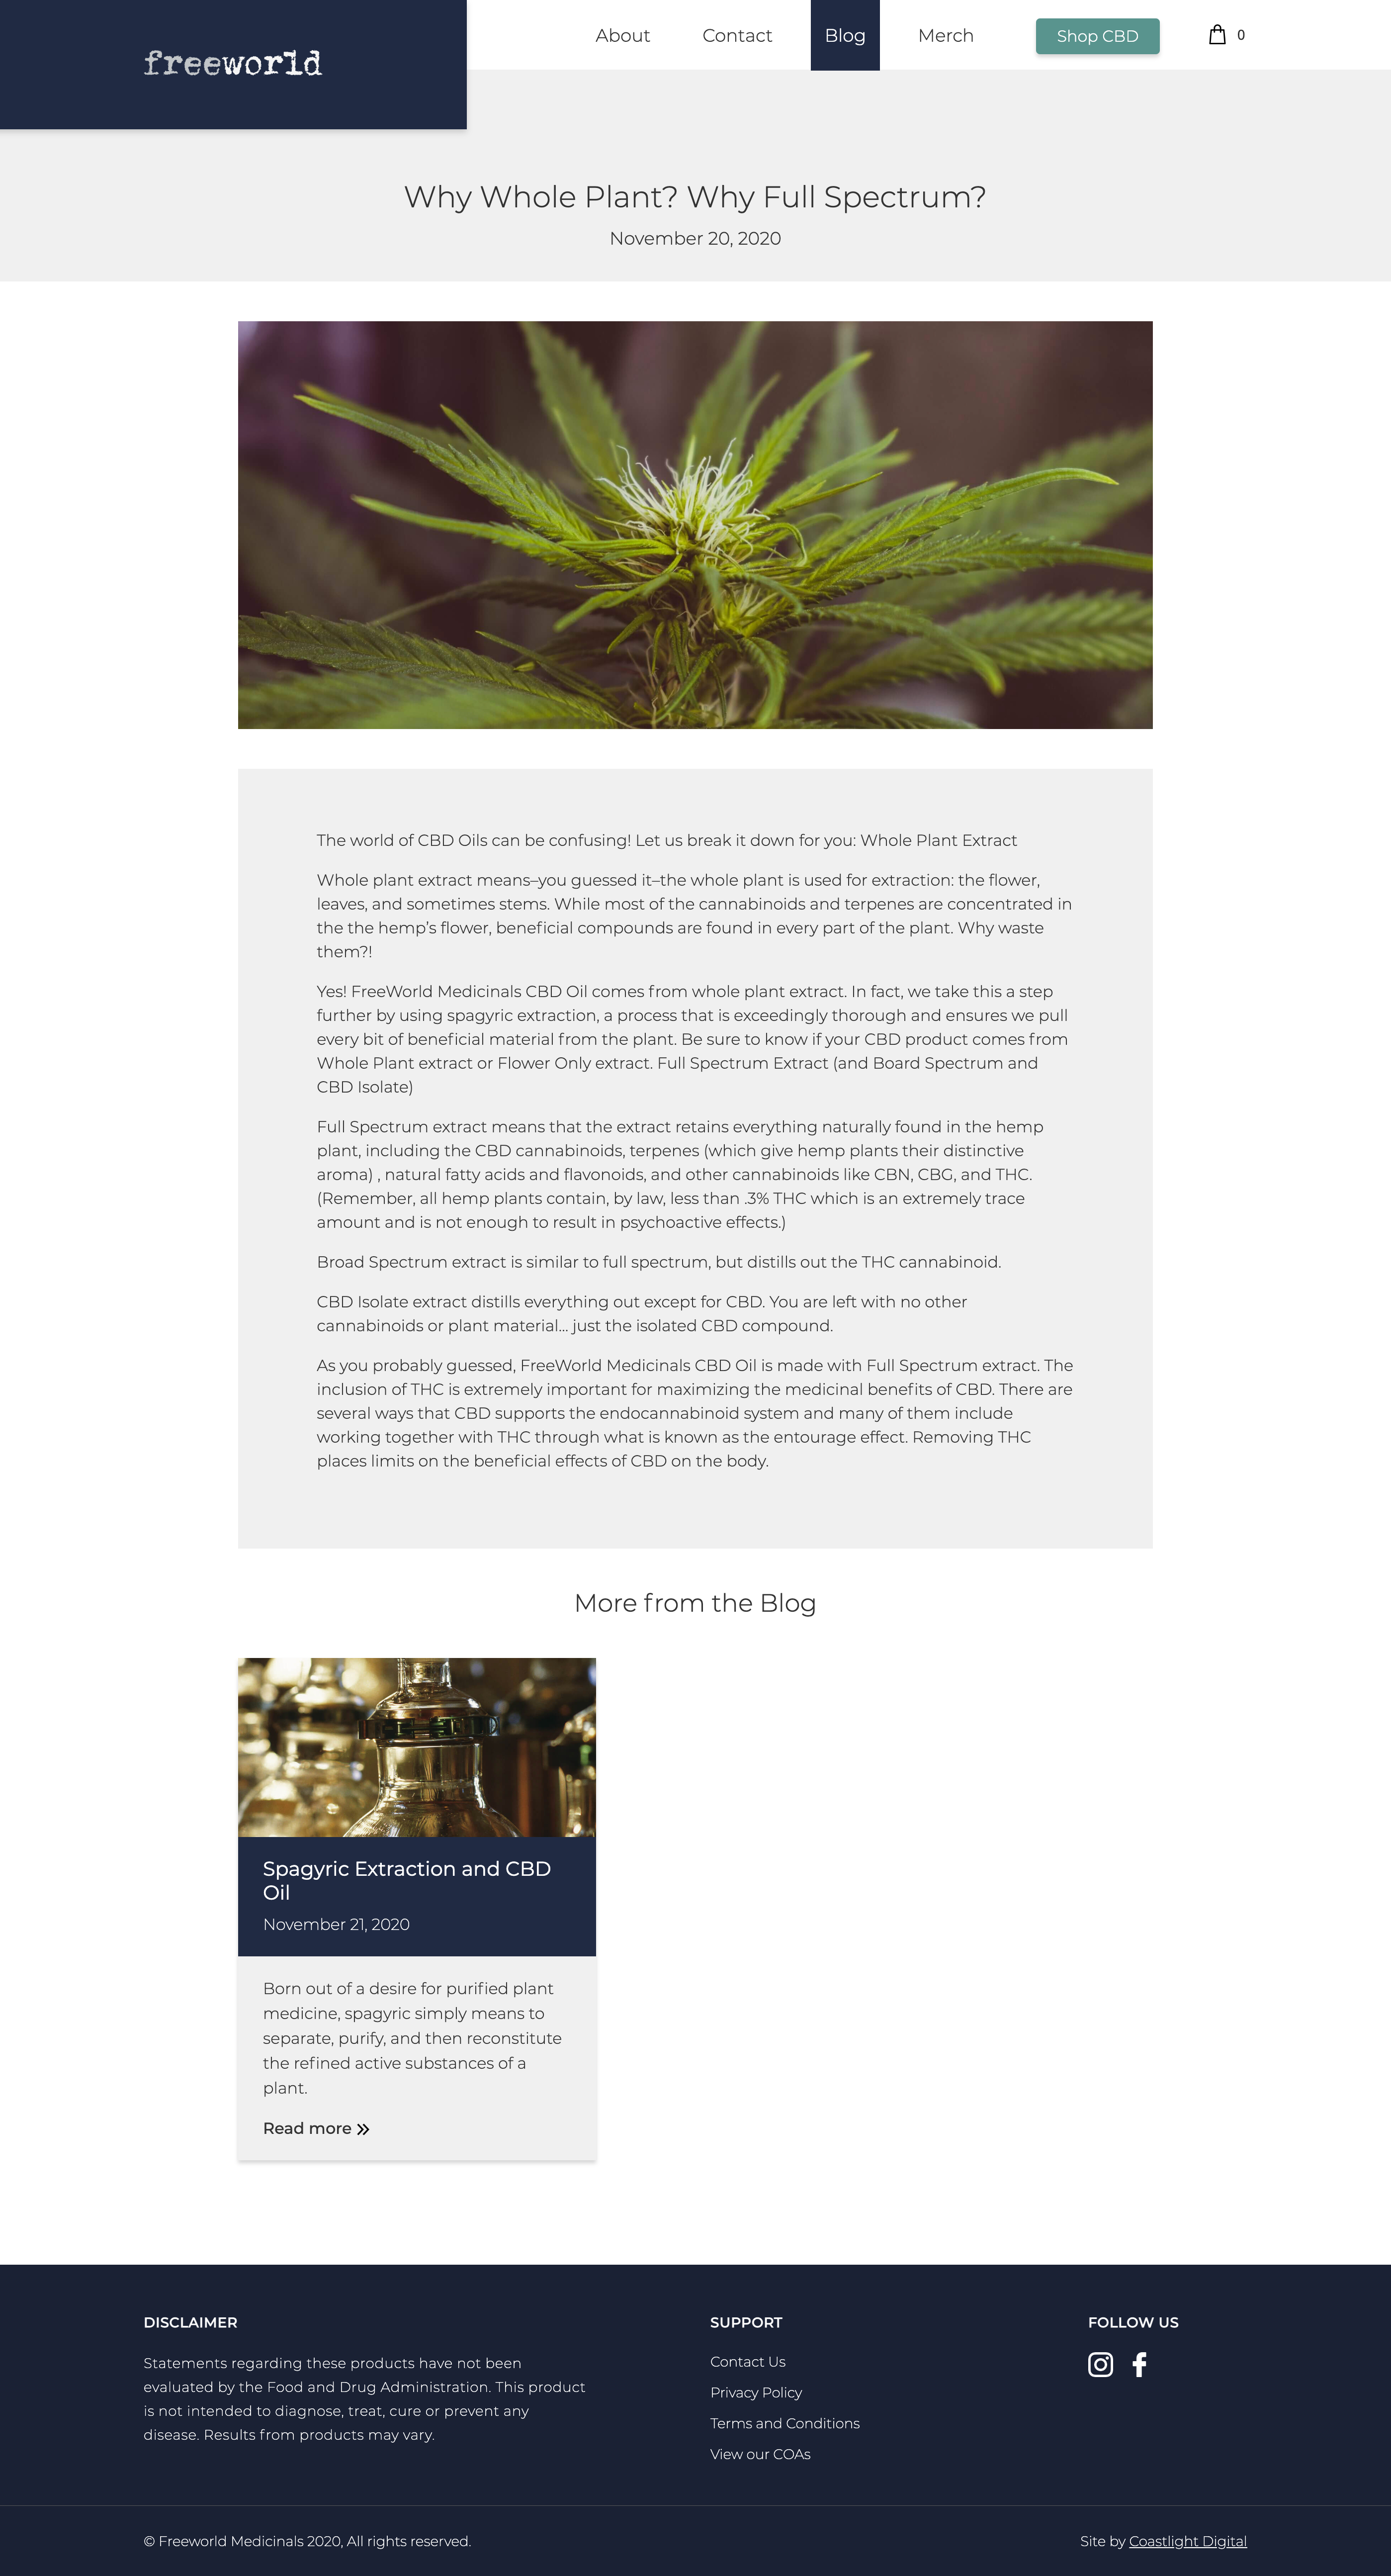 freeworld
About
Contact
Blog
Merch
Shop CBD
0
Why Whole Plant? Why Full Spectrum?
November 20, 2020
The world of CBD Oils can be confusing! Let us break it down for you: Whole Plant Extract
Whole plant extract means–you guessed it–the whole plant is used for extraction: the flower,
leaves, and sometimes stems. While most of the cannabinoids and terpenes are concentrated in
the the hemp’s flower, beneficial compounds are found in every part of the plant. Why waste
them?!
Yes! FreeWorld Medicinals CBD Oil comes from whole plant extract. In fact, we take this a step
further by using spagyric extraction, a process that is exceedingly thorough and ensures we pull
every bit of beneficial material from the plant. Be sure to know if your CBD product comes from
Whole Plant extract or Flower Only extract. Full Spectrum Extract (and Board Spectrum and
CBD Isolate)
Full Spectrum extract means that the extract retains everything naturally found in the hemp
plant, including the CBD cannabinoids, terpenes (which give hemp plants their distinctive
aroma) , natural fatty acids and flavonoids, and other cannabinoids like CBN, CBG, and THC.
(Remember, all hemp plants contain, by law, less than .3% THC which is an extremely trace
amount and is not enough to result in psychoactive effects.)
Broad Spectrum extract is similar to full spectrum, but distills out the THC cannabinoid.
CBD Isolate extract distills everything out except for CBD. You are left with no other
cannabinoids or plant material… just the isolated CBD compound.
As you probably guessed, FreeWorld Medicinals CBD Oil is made with Full Spectrum extract. The
inclusion of THC is extremely important for maximizing the medicinal benefits of CBD. There are
several ways that CBD supports the endocannabinoid system and many of them include
working together with THC through what is known as the entourage effect. Removing THC
places limits on the beneficial effects of CBD on the body.
More from the Blog
Spagyric Extraction and CBD
Oil
November 21, 2020
Born out of a desire for purified plant
medicine, spagyric simply means to
separate, purify, and then reconstitute
the refined active substances of a
plant.
Read more
DISCLAIMER
Statements regarding these products have not been
evaluated by the Food and Drug Administration. This product
is not intended to diagnose, treat, cure or prevent any
disease. Results from products may vary.
SUPPORT
Contact Us
Privacy Policy
Terms and Conditions
View our COAs
FOLLOW US
© Freeworld Medicinals 2020, All rights reserved.
Site by Coastlight Digital